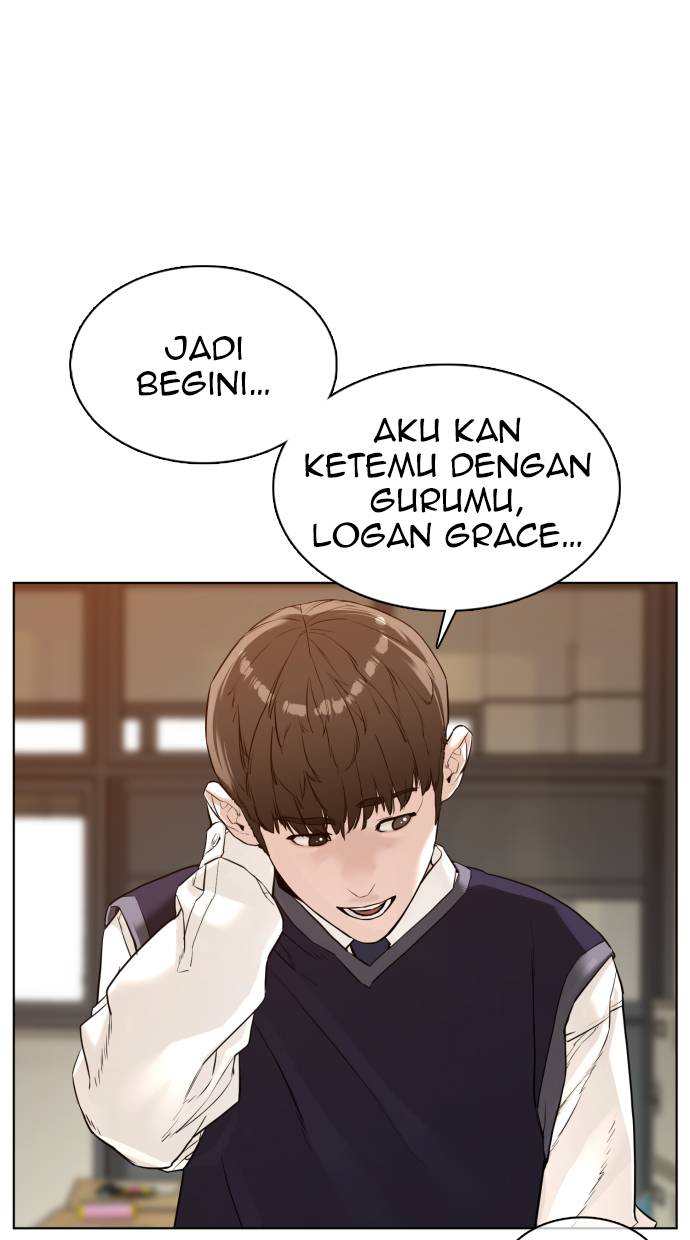 JADI
BEGINI...
AKU KAN
KETEMU DENGAN
GURUMU,
LOGAN GRACE...